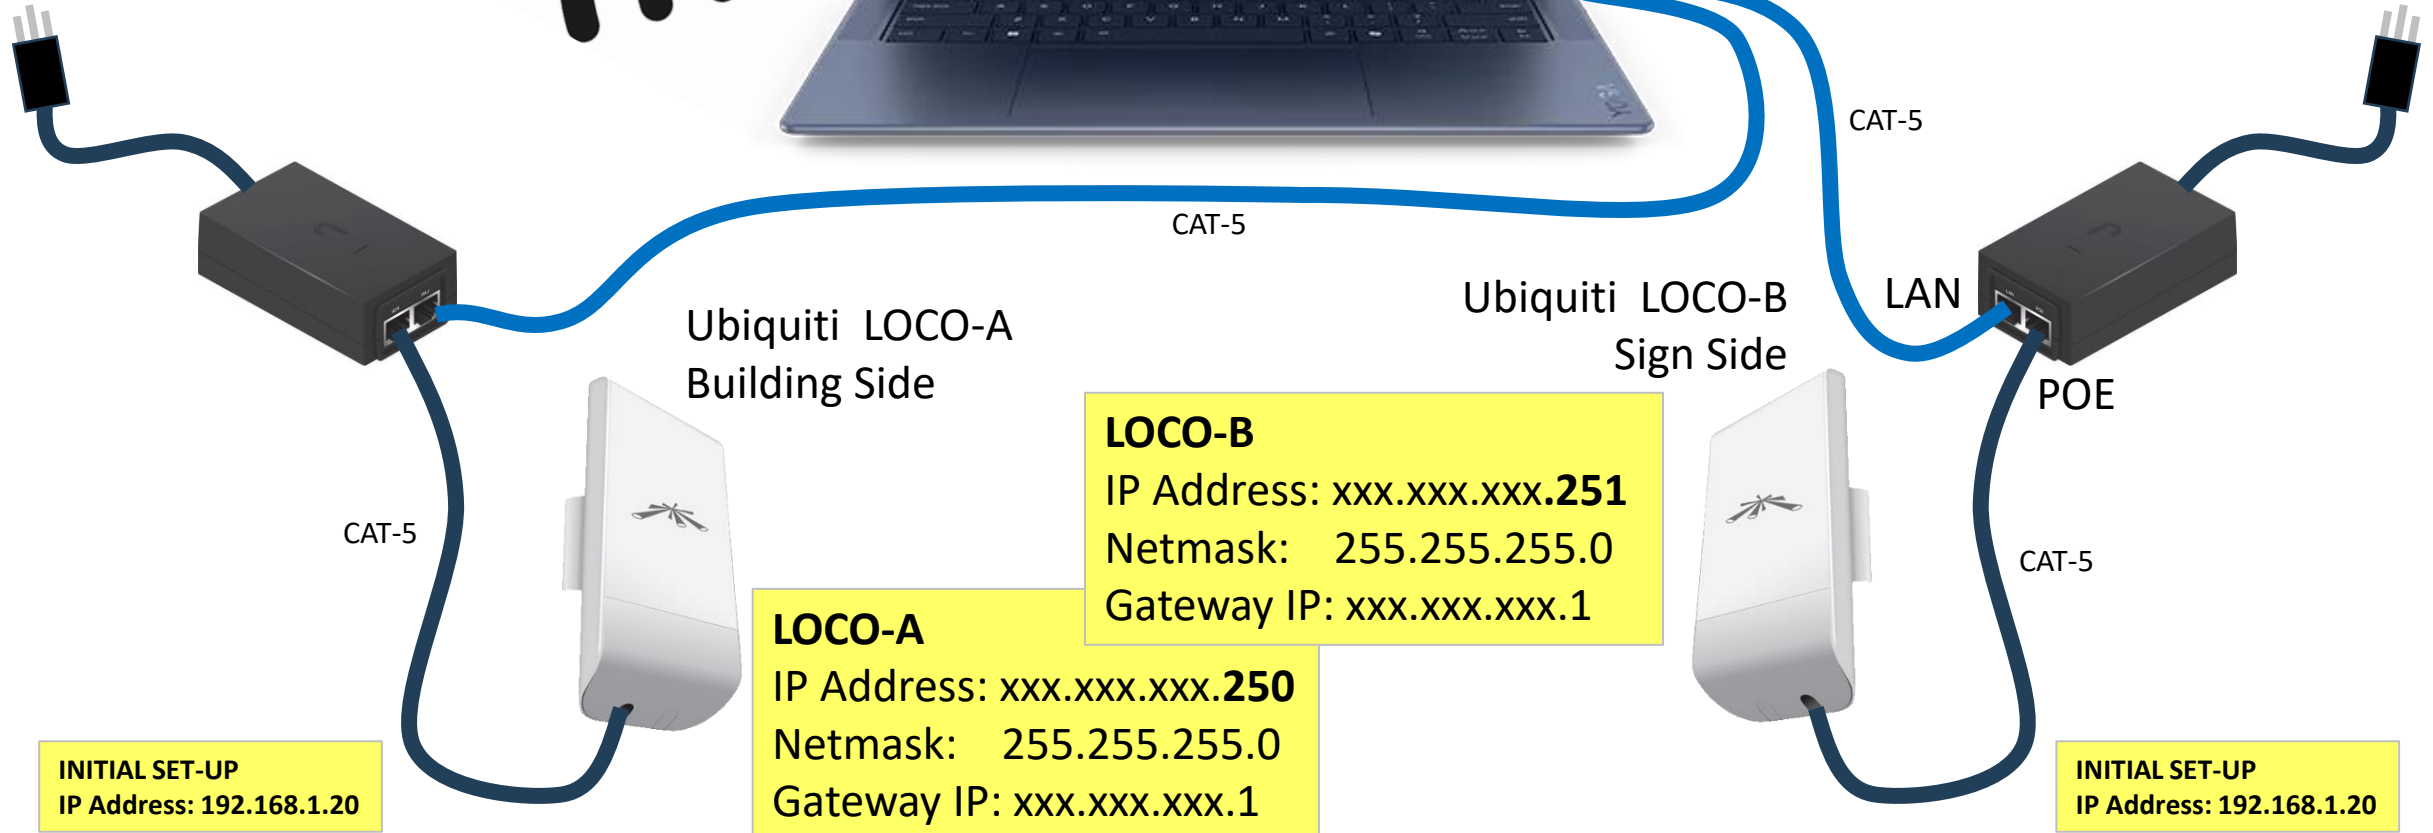 CAT-5
CAT-5
Ubiquiti LOCO-A
Building Side
Ubiquiti LOCO-B
Sign Side
LAN
POE
LOCO-B
IP Address: xxx.xxx.xxx.251
Netmask: 255.255.255.0
Gateway IP: xxx.xxx.xxx.1
CAT-5
CAT-5
LOCO-A
IP Address: xxx.xxx.xxx.250
Netmask: 255.255.255.0
Gateway IP: xxx.xxx.xxx.1
INITIAL SET-UP
IP Address: 192.168.1.20
INITIAL SET-UP
IP Address: 192.168.1.20